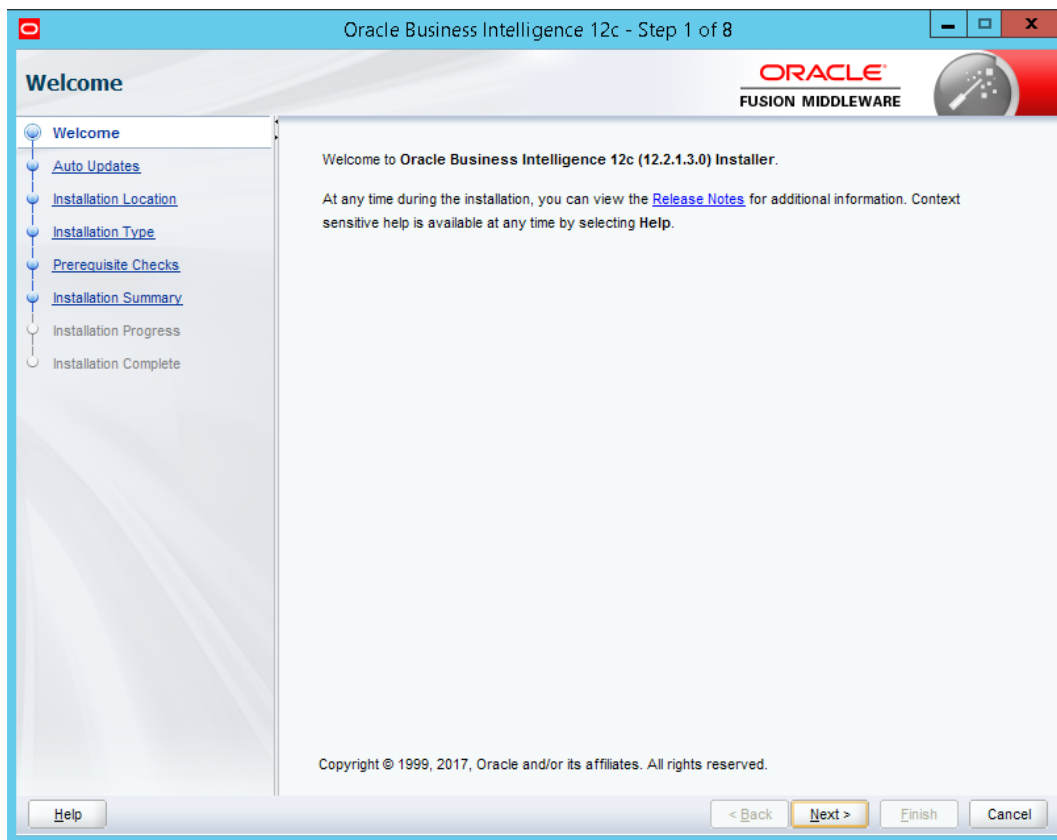 Oracle Business Intelligence 12c - Step 1 of 8
Welcome
ORACLE
FUSION MIDDLEWARE
Welcome
Auto Updates
Installation Location
Installation Type
Prerequisite Checks
Installation Summary
Installation Progress
Installation Complete
Welcome to Oracle Business Intelligence 12c (12.2.1.3.0) Installer.
At any time during the installation, you can view the Release Notes for additional information. Context
sensitive help is available at any time by selecting Help.
Copyright © 1999, 2017, Oracle and/or its affiliates. All rights reserved.
Help
< Back
Next >
Finish
Cancel